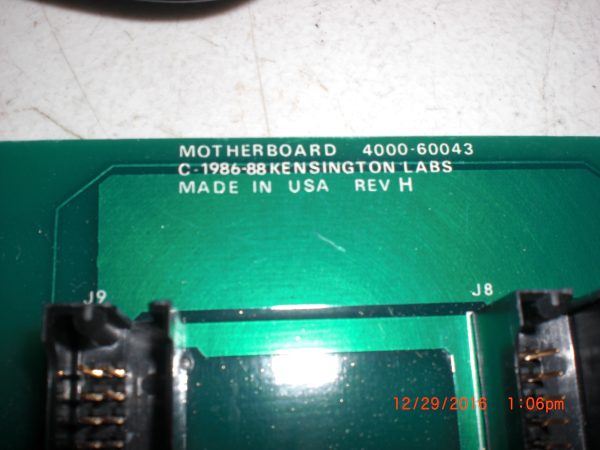 MOTHERBOARD 4000-60043
C-1986-88 KENSINGTON LABS
MADE IN USA REV H
J9
J8
12/29/2016 1:06pm